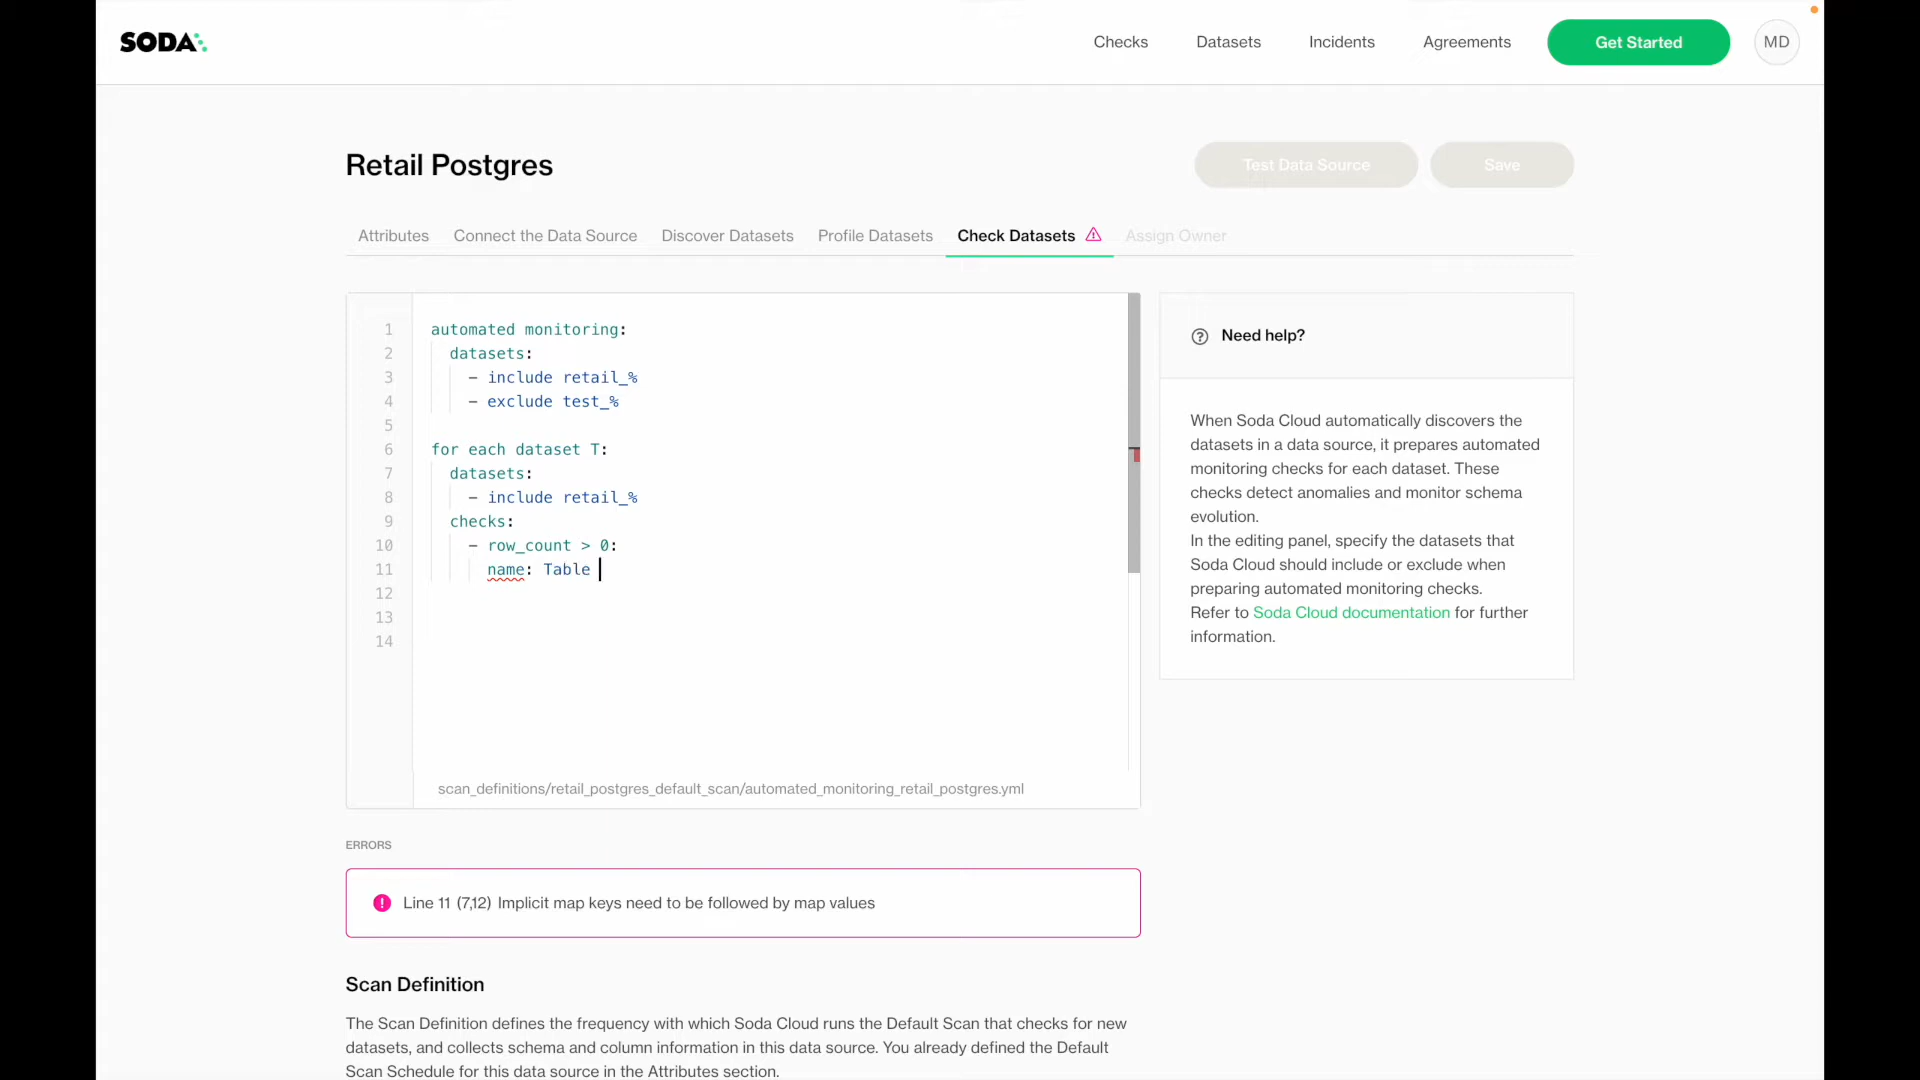 SODA
Checks
Datasets
Incidents
Agreements
Get Started
MD
Retail Postgres
Test Data Source
Save
Attributes
Connect the Data Source
Discover Datasets
Profile Datasets
Check Datasets
Assign Owner
1 automated monitoring:
2 datasets:
3 - include retail_%
4 - exclude test_%
5
6 for each dataset T:
7 datasets:
8 - include retail_%
9 checks:
10 - row_count > 0:
11 name: Table
12
13
14
scan_definitions/retail_postgres_default_scan/automated_monitoring_retail_postgres.yml
Need help?
When Soda Cloud automatically discovers the
datasets in a data source, it prepares automated
monitoring checks for each dataset. These
checks detect anomalies and monitor schema
evolution.
In the editing panel, specify the datasets that
Soda Cloud should include or exclude when
preparing automated monitoring checks.
Refer to Soda Cloud documentation for further
information.
ERRORS
Line 11 (7,12) Implicit map keys need to be followed by map values
Scan Definition
The Scan Definition defines the frequency with which Soda Cloud runs the Default Scan that checks for new
datasets, and collects schema and column information in this data source. You already defined the Default
Scan Schedule for this data source in the Attributes section.